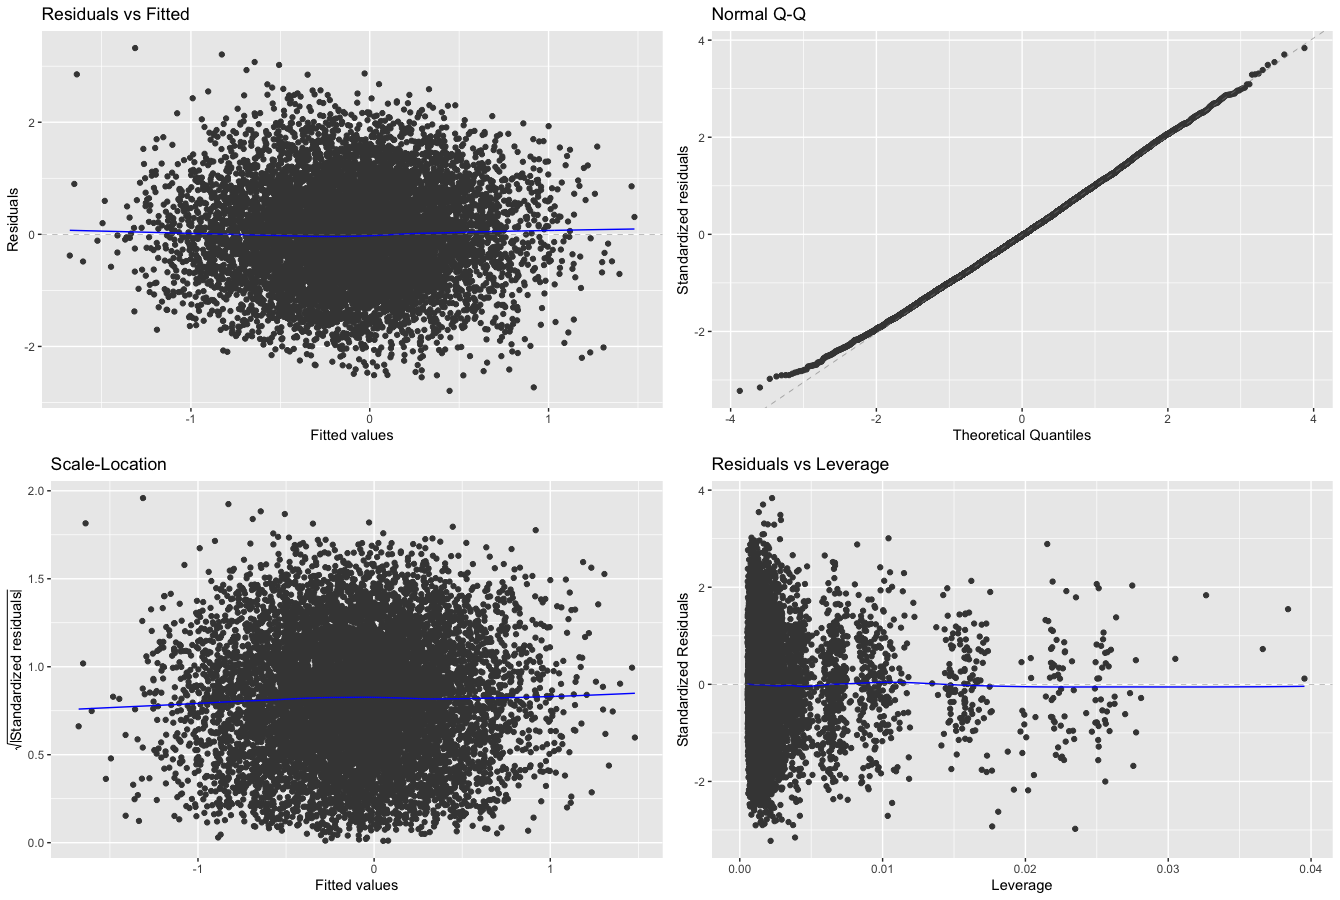 Residuals vs Fitted
Residuals
2
0
-2
-1
0
1
Fitted values
Normal Q-Q
Standardized residuals
4
2
0
-2
-4
-2
0
2
4
Theoretical Quantiles
Scale-Location
√|Standardized residuals|
2.0
1.5
1.0
0.5
0.0
-1
0
1
Fitted values
Residuals vs Leverage
Standardized Residuals
4
2
0
-2
0.00
0.01
0.02
0.03
0.04
Leverage